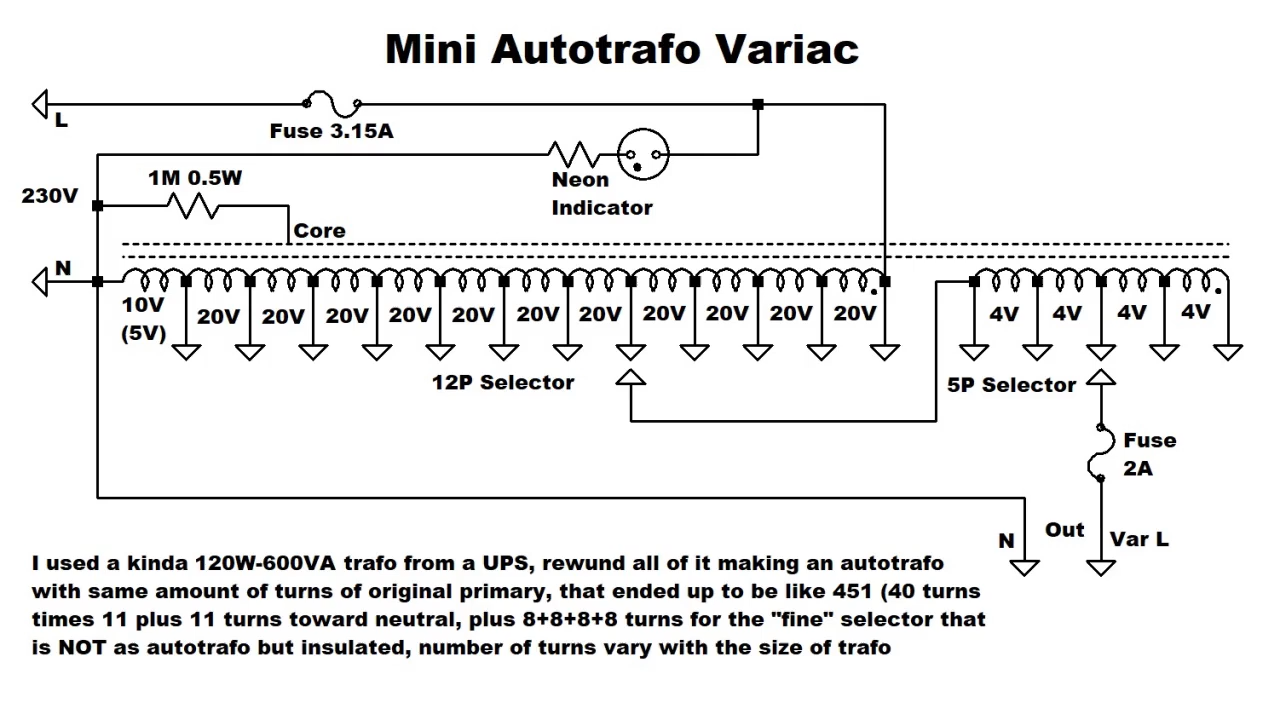 Mini Autotrafo Variac
L
Fuse 3.15A
Neon
Indicator
1M 0.5W
230V
Core
N
10V
(5V)
20V
20V
20V
20V
20V
20V
20V
20V
20V
20V
20V
4V
4V
4V
4V
12P Selector
5P Selector
Fuse
2A
N
Out
Var L
I used a kinda 120W-600VA trafo from a UPS, rewund all of it making an autotrafo
with same amount of turns of original primary, that ended up to be like 451 (40 turns
times 11 plus 11 turns toward neutral, plus 8+8+8+8 turns for the "fine" selector that
is NOT as autotrafo but insulated, number of turns vary with the size of trafo